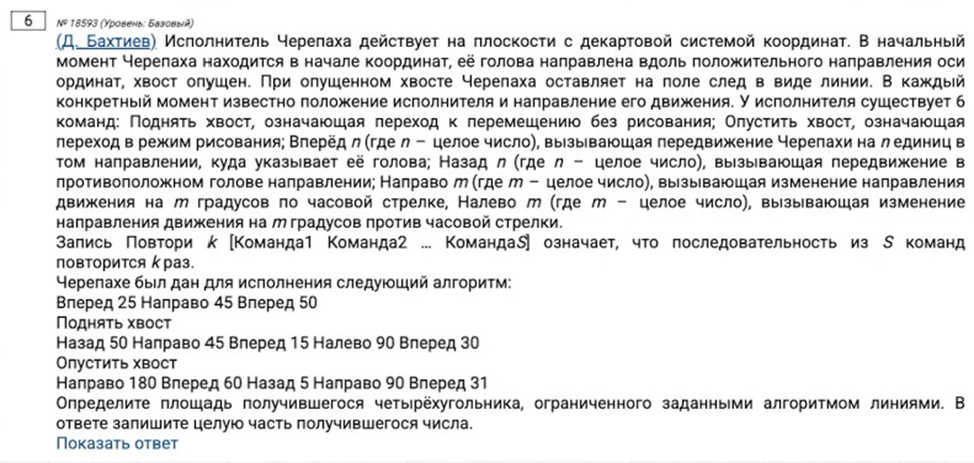 6 № 18593 (Уровень: Базовый)
(Д. Бахтиев) Исполнитель Черепаха действует на плоскости с декартовой системой координат. В начальный
момент Черепаха находится в начале координат, её голова направлена вдоль положительного направления оси
ординат, хвост опущен. При опущенном хвосте Черепаха оставляет на поле след в виде линии. В каждый
конкретный момент известно положение исполнителя и направление его движения. У исполнителя существует 6
команд: Поднять хвост, означающая переход к перемещению без рисования; Опустить хвост, означающая
переход в режим рисования; Вперёд n (где n – целое число), вызывающая передвижение Черепахи на n единиц в
том направлении, куда указывает её голова; Назад n (где n – целое число), вызывающая передвижение в
противоположном голове направлении; Направо m (где m – целое число), вызывающая изменение направления
движения на m градусов по часовой стрелке, Налево m (где m – целое число), вызывающая изменение
направления движения на m градусов против часовой стрелки.
Запись Повтори k [Команда1 Команда2 … КомандаS] означает, что последовательность из S команд
повторится k раз.
Черепахе был дан для исполнения следующий алгоритм:
Вперед 25 Направо 45 Вперед 50
Поднять хвост
Назад 50 Направо 45 Вперед 15 Налево 90 Вперед 30
Опустить хвост
Направо 180 Вперед 60 Назад 5 Направо 90 Вперед 31
Определите площадь получившегося четырёхугольника, ограниченного заданными алгоритмом линиями. В
ответе запишите целую часть получившегося числа.
Показать ответ